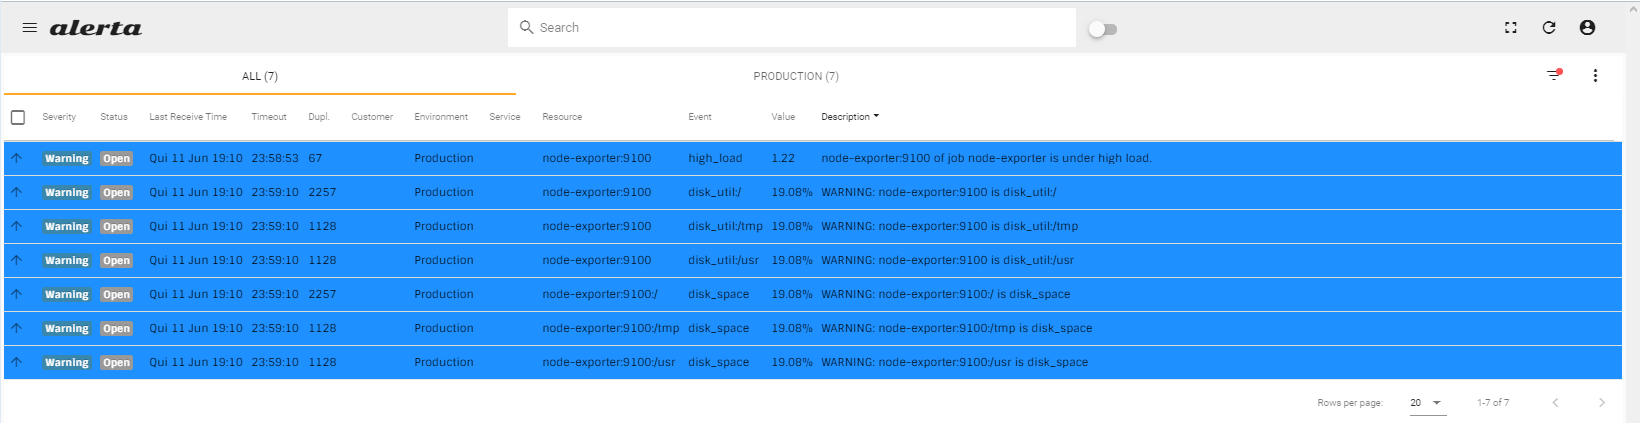 alerta Search
ALL (7) PRODUCTION (7)
Severity Status Last Receive Time Timeout Dupl. Customer Environment Service Resource Event Value Description
Warning Open Qui 11 Jun 19:10 23:58:53 67 Production node-exporter:9100 high_load 1.22 node-exporter:9100 of job node-exporter is under high load.
Warning Open Qui 11 Jun 19:10 23:59:10 2257 Production node-exporter:9100 disk_util:/ 19.08% WARNING: node-exporter:9100 is disk_util:/
Warning Open Qui 11 Jun 19:10 23:59:10 1128 Production node-exporter:9100 disk_util:/tmp 19.08% WARNING: node-exporter:9100 is disk_util:/tmp
Warning Open Qui 11 Jun 19:10 23:59:10 1128 Production node-exporter:9100 disk_util:/usr 19.08% WARNING: node-exporter:9100 is disk_util:/usr
Warning Open Qui 11 Jun 19:10 23:59:10 2257 Production node-exporter:9100:/ disk_space 19.08% WARNING: node-exporter:9100:/ is disk_space
Warning Open Qui 11 Jun 19:10 23:59:10 1128 Production node-exporter:9100:/tmp disk_space 19.08% WARNING: node-exporter:9100:/tmp is disk_space
Warning Open Qui 11 Jun 19:10 23:59:10 1128 Production node-exporter:9100:/usr disk_space 19.08% WARNING: node-exporter:9100:/usr is disk_space
Rows per page: 20 1-7 of 7